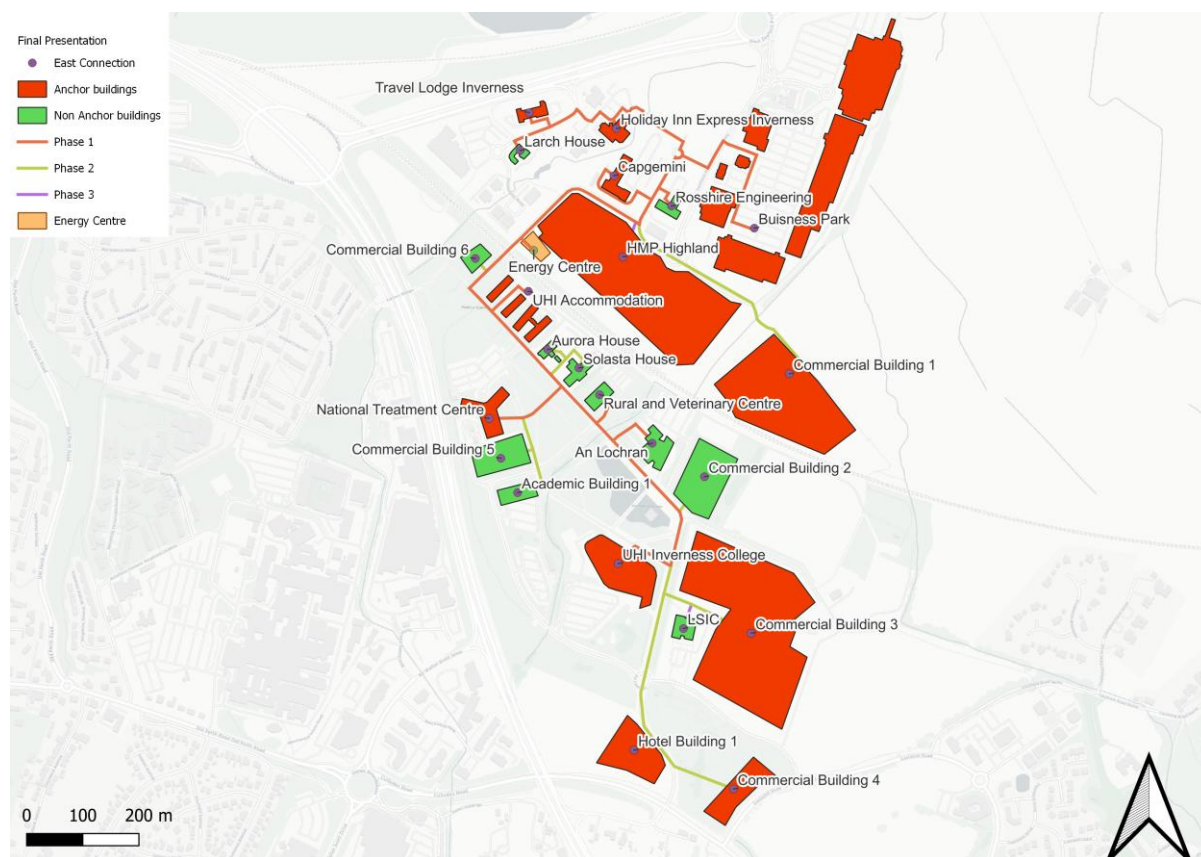 Final Presentation
East Connection
Anchor buildings
Non Anchor buildings
Phase 1
Phase 2
Phase 3
Energy Centre
Travel Lodge Inverness
Holiday Inn Express Inverness
Larch House
Capgemini
Rosshire Engineering
Buisness Park
Commercial Building 6
HMP Highland
Energy Centre
UHI Accommodation
Aurora House
Solasta House
Commercial Building 1
Rural and Veterinary Centre
National Treatment Centre
An Lochran
Commercial Building 5
Commercial Building 2
Academic Building 1
UHI Inverness College
LSIC
Commercial Building 3
Hotel Building 1
Commercial Building 4
0 100 200 m